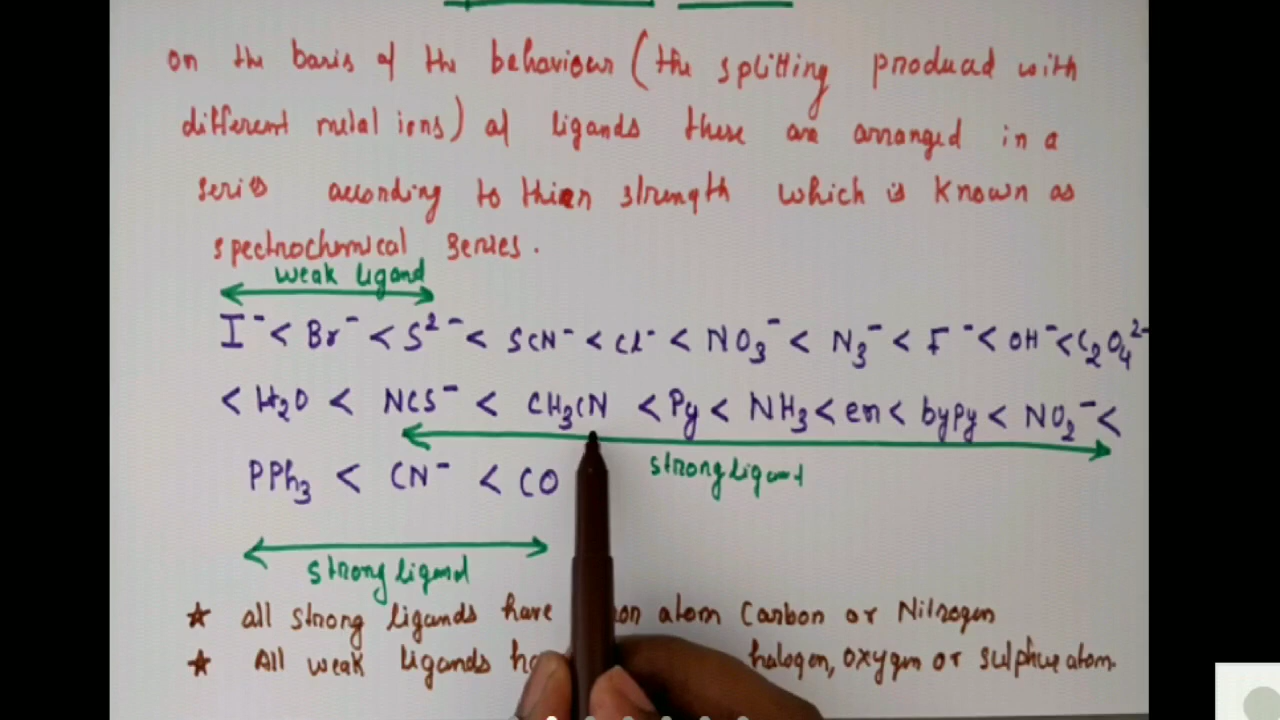 on the basis of the behaviour (the splitting produced with
different metal ions) of ligands these are arranged in a
series according to their strength which is known as
spectrochemical series.
weak ligand
I⁻ < Br⁻ < S²⁻ < SCN⁻ < Cl⁻ < NO₃⁻ < N₃⁻ < F⁻ < OH⁻ < C₂O₄²⁻
< H₂O < NCS⁻ < CH₃CN < Py < NH₃ < en < bypy < NO₂⁻ <
strong ligand
PPh₃ < CN⁻ < CO
strong ligand
★ all strong ligands have atom Carbon or Nitrogen
★ All weak ligands halogen, oxygen or sulphur atom.